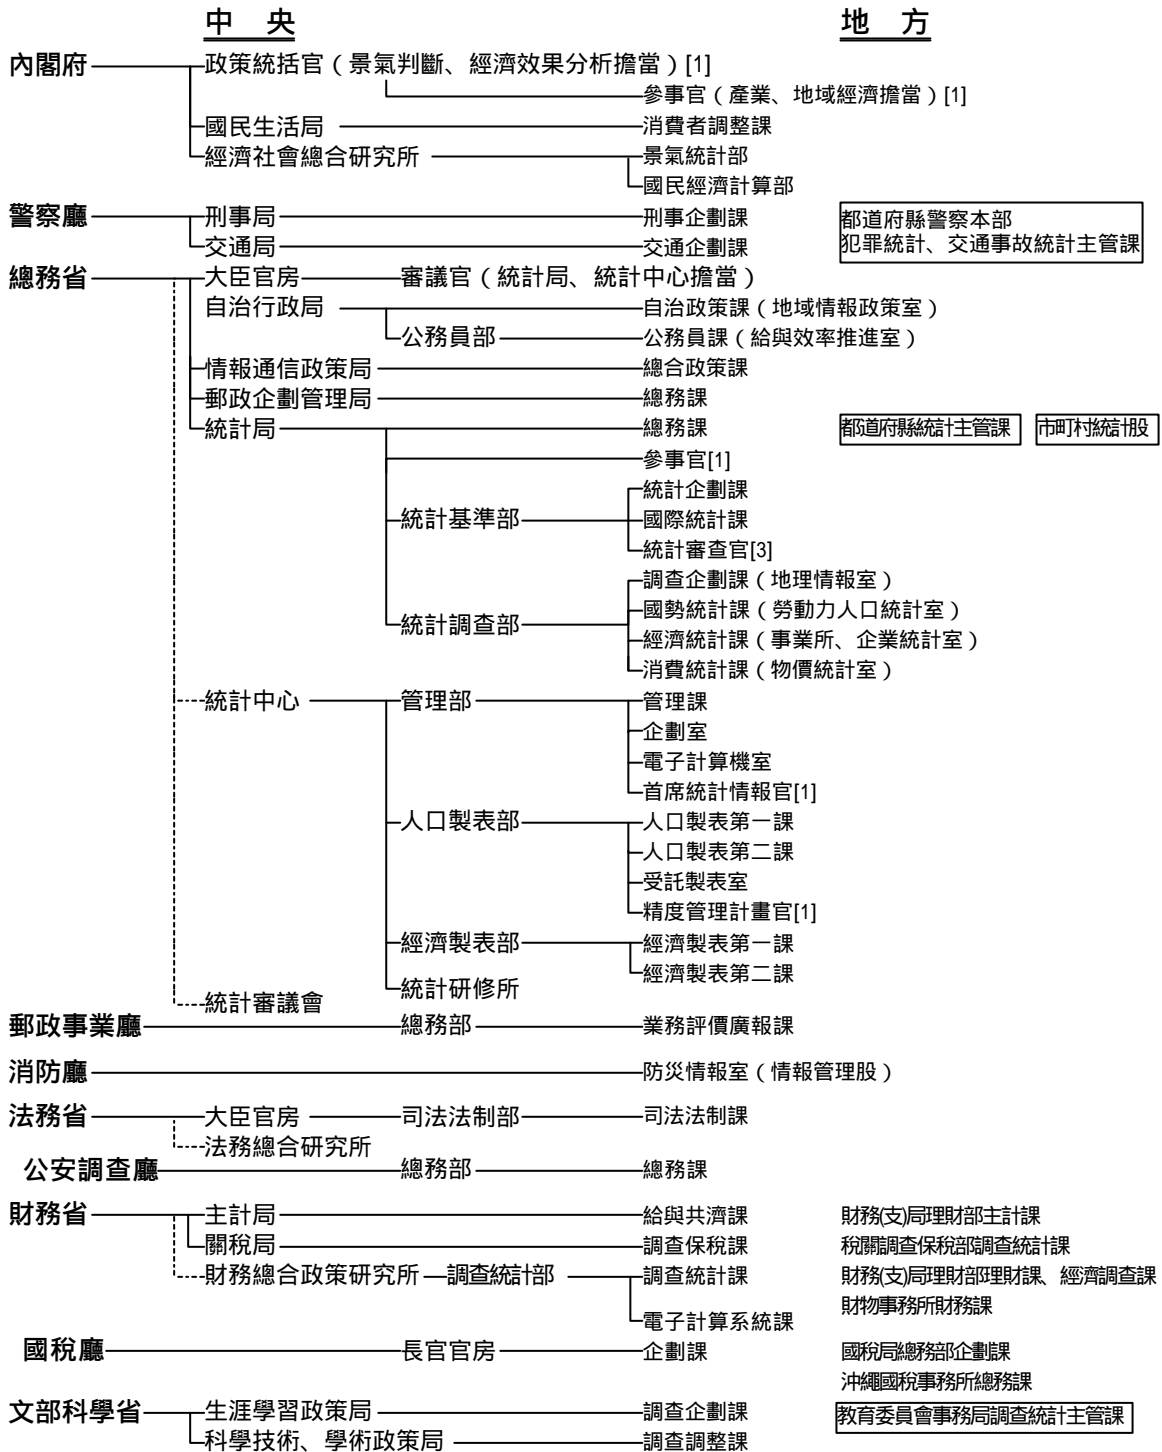 中　央　地　方
內閣府　政策統括官（景氣判斷、經濟效果分析擔當）[1]
參事官（產業、地域經濟擔當）[1]
國民生活局　消費者調整課
經濟社會總合研究所　景氣統計部
國民經濟計算部
警察廳　刑事局　刑事企劃課　都道府縣警察本部
交通局　交通企劃課　犯罪統計、交通事故統計主管課
總務省　大臣官房　審議官（統計局、統計中心擔當）
自治行政局　自治政策課（地域情報政策室）
公務員部　公務員課（給與效率推進室）
情報通信政策局　總合政策課
郵政企劃管理局　總務課
統計局　總務課　都道府縣統計主管課　市町村統計股
參事官[1]
統計企劃課
統計基準部　國際統計課
統計審查官[3]
調查企劃課（地理情報室）
國勢統計課（勞動力人口統計室）
統計調查部　經濟統計課（事業所、企業統計室）
消費統計課（物價統計室）
統計中心　管理部　管理課
企劃室
電子計算機室
首席統計情報官[1]
人口製表部　人口製表第一課
人口製表第二課
受託製表室
精度管理計畫官[1]
經濟製表部　經濟製表第一課
經濟製表第二課
統計研修所
統計審議會
郵政事業廳　總務部　業務評價廣報課
消防廳　防災情報室（情報管理股）
法務省　大臣官房　司法法制部　司法法制課
法務總合研究所
公安調查廳　總務部　總務課
財務省　主計局　給與共濟課　財務(支)局理財部主計課
關稅局　調查保稅課　稅關調查保稅部調查統計課
財務總合政策研究所　調查統計部　調查統計課　財務(支)局理財部理財課、經濟調查課
電子計算系統課　財物事務所財務課
國稅廳　長官官房　企劃課　國稅局總務部企劃課
沖繩國稅事務所總務課
文部科學省　生涯學習政策局　調查企劃課　教育委員會事務局調查統計主管課
科學技術、學術政策局　調查調整課